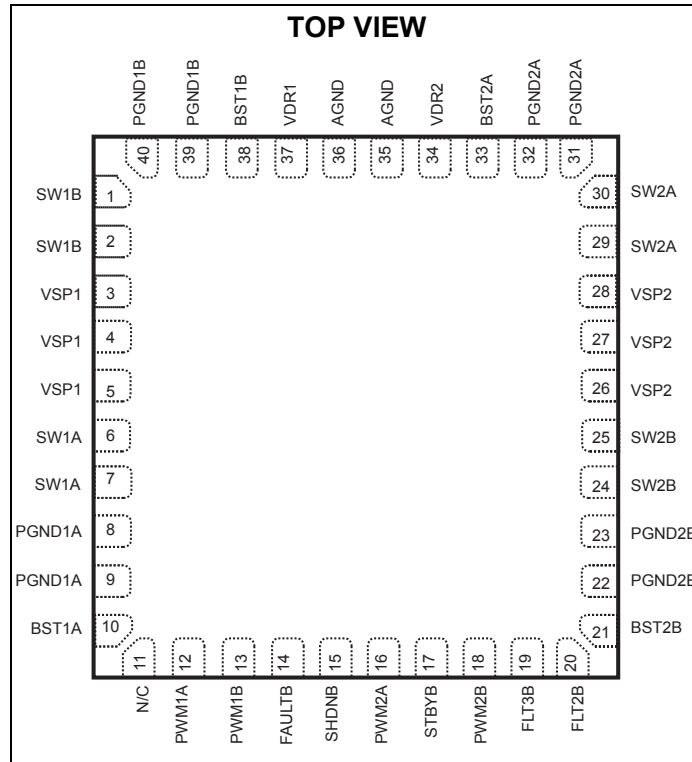 TOP VIEW
PGND1B
PGND1B
BST1B
VDR1
AGND
AGND
VDR2
BST2A
PGND2A
PGND2A
40
39
38
37
36
35
34
33
32
31
SW1B
1
30
SW2A
SW1B
2
29
SW2A
VSP1
3
28
VSP2
VSP1
4
27
VSP2
VSP1
5
26
VSP2
SW1A
6
25
SW2B
SW1A
7
24
SW2B
PGND1A
8
23
PGND2B
PGND1A
9
22
PGND2B
BST1A
10
21
BST2B
11
12
13
14
15
16
17
18
19
20
N/C
PWM1A
PWM1B
FAULTB
SHDNB
PWM2A
STBYB
PWM2B
FLT3B
FLT2B